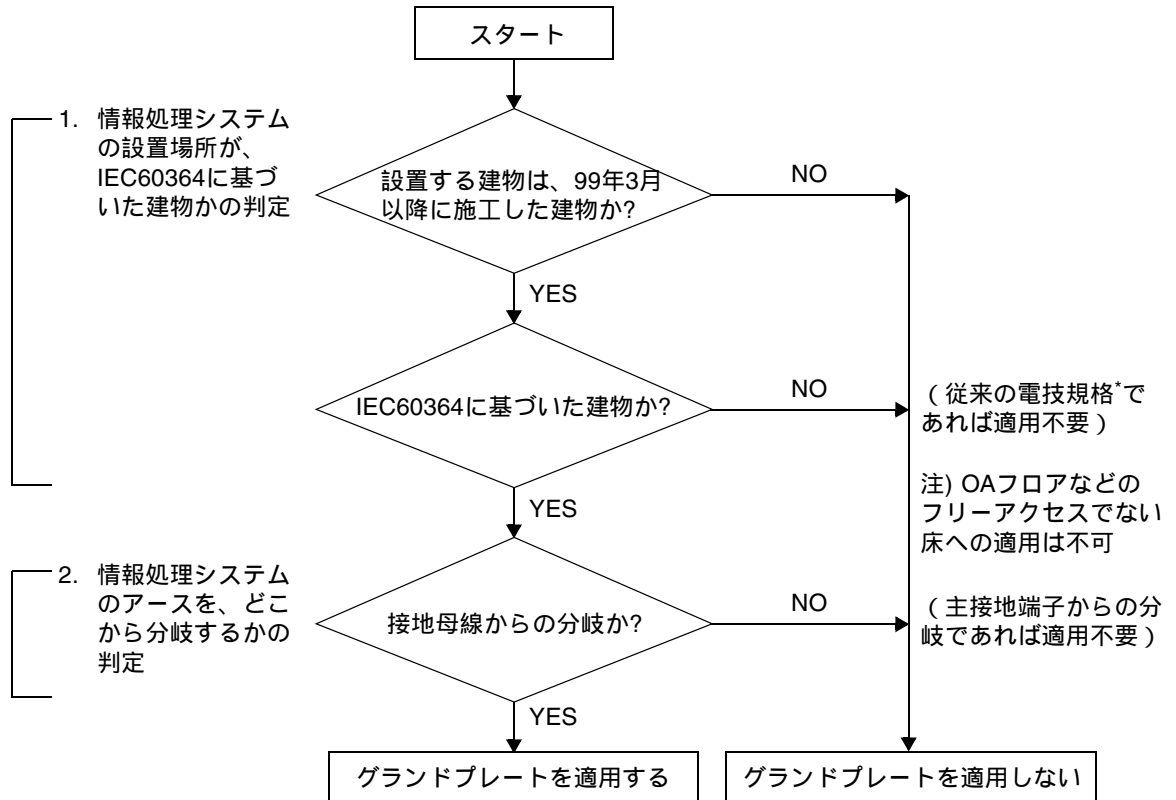 スタート
1. 情報処理システム
の設置場所が、
IEC60364に基づ
いた建物かの判定
設置する建物は、99年3月
以降に施工した建物か?
NO
YES
IEC60364に基づいた建物か?
NO
(従来の電技規格*で
あれば適用不要)
注) OAフロアなどの
フリーアクセスでない
床への適用は不可
YES
2. 情報処理システム
のアースを、どこ
から分岐するかの
判定
接地母線からの分岐か?
NO
(主接地端子からの分
岐であれば適用不要)
YES
グランドプレートを適用する
グランドプレートを適用しない